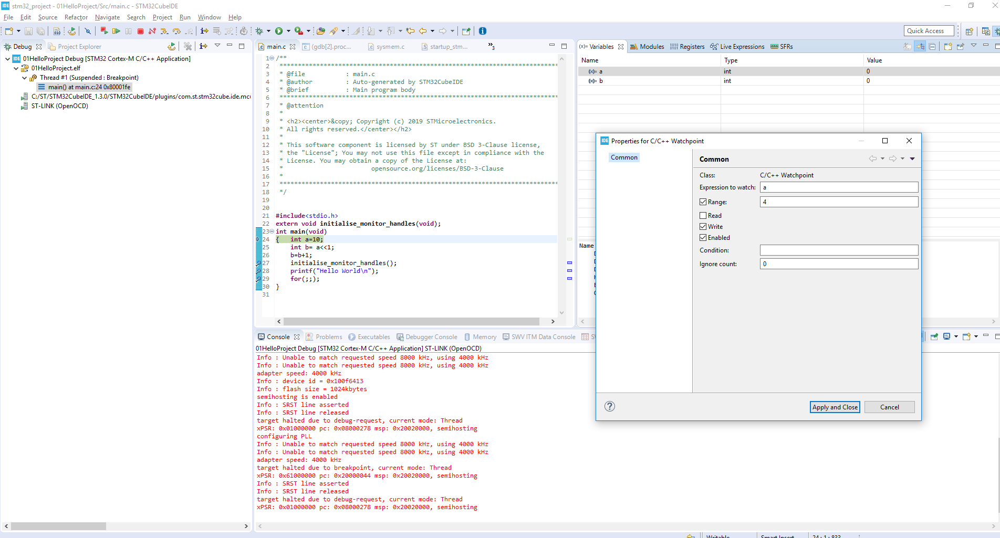 IDE stm32_project - 01HelloProject/Src/main.c - STM32CubeIDE
File Edit Source Refactor Navigate Search Project Run Window Help
Quick Access
Debug Project Explorer
01HelloProject Debug [STM32 Cortex-M C/C++ Application]
01HelloProject.elf
Thread #1 (Suspended : Breakpoint)
main() at main.c:24 0x80001fe
C:/ST/STM32CubeIDE_1.3.0/STM32CubeIDE/plugins/com.st.stm32cube.ide.mcu
ST-LINK (OpenOCD)
main.c (gdb[2].proc... sysmem.c startup_stm... »3
1 /**
2 ******************************************************************************
3 * @file : main.c
4 * @author : Auto-generated by STM32CubeIDE
5 * @brief : Main program body
6 ******************************************************************************
7 * @attention
8 *
9 * <h2><center>&copy; Copyright (c) 2019 STMicroelectronics.
10 * All rights reserved.</center></h2>
11 *
12 * This software component is licensed by ST under BSD 3-Clause license,
13 * the "License"; You may not use this file except in compliance with the
14 * License. You may obtain a copy of the License at:
15 * opensource.org/licenses/BSD-3-Clause
16 *
17 ******************************************************************************
18 */
19
20
21 #include<stdio.h>
22 extern void initialise_monitor_handles(void);
23 int main(void)
24 { int a=10;
25 int b= a<<1;
26 b=b+1;
27 initialise_monitor_handles();
28 printf("Hello World\n");
29 for(;;);
30 }
31
(x)= Variables Modules Registers Live Expressions SFRs
Name Type Value
(x)= a int 0
(x)= b int 0
Name
IDE Properties for C/C++ Watchpoint
Common
Common
Class: C/C++ Watchpoint
Expression to watch: a
Range: 4
Read
Write
Enabled
Condition:
Ignore count: 0
Apply and Close Cancel
Console Problems Executables Debugger Console Memory SWV ITM Data Console
01HelloProject Debug [STM32 Cortex-M C/C++ Application] ST-LINK (OpenOCD)
Info : Unable to match requested speed 8000 kHz, using 4000 kHz
Info : Unable to match requested speed 8000 kHz, using 4000 kHz
adapter speed: 4000 kHz
Info : device id = 0x100f6413
Info : flash size = 1024kbytes
semihosting is enabled
Info : SRST line asserted
Info : SRST line released
target halted due to debug-request, current mode: Thread
xPSR: 0x01000000 pc: 0x08000278 msp: 0x20020000, semihosting
configuring PLL
Info : Unable to match requested speed 8000 kHz, using 4000 kHz
Info : Unable to match requested speed 8000 kHz, using 4000 kHz
adapter speed: 4000 kHz
target halted due to breakpoint, current mode: Thread
xPSR: 0x61000000 pc: 0x20000044 msp: 0x20020000, semihosting
Info : SRST line asserted
Info : SRST line released
target halted due to debug-request, current mode: Thread
xPSR: 0x01000000 pc: 0x08000278 msp: 0x20020000, semihosting
Writable Smart Insert 24 : 1 : 833